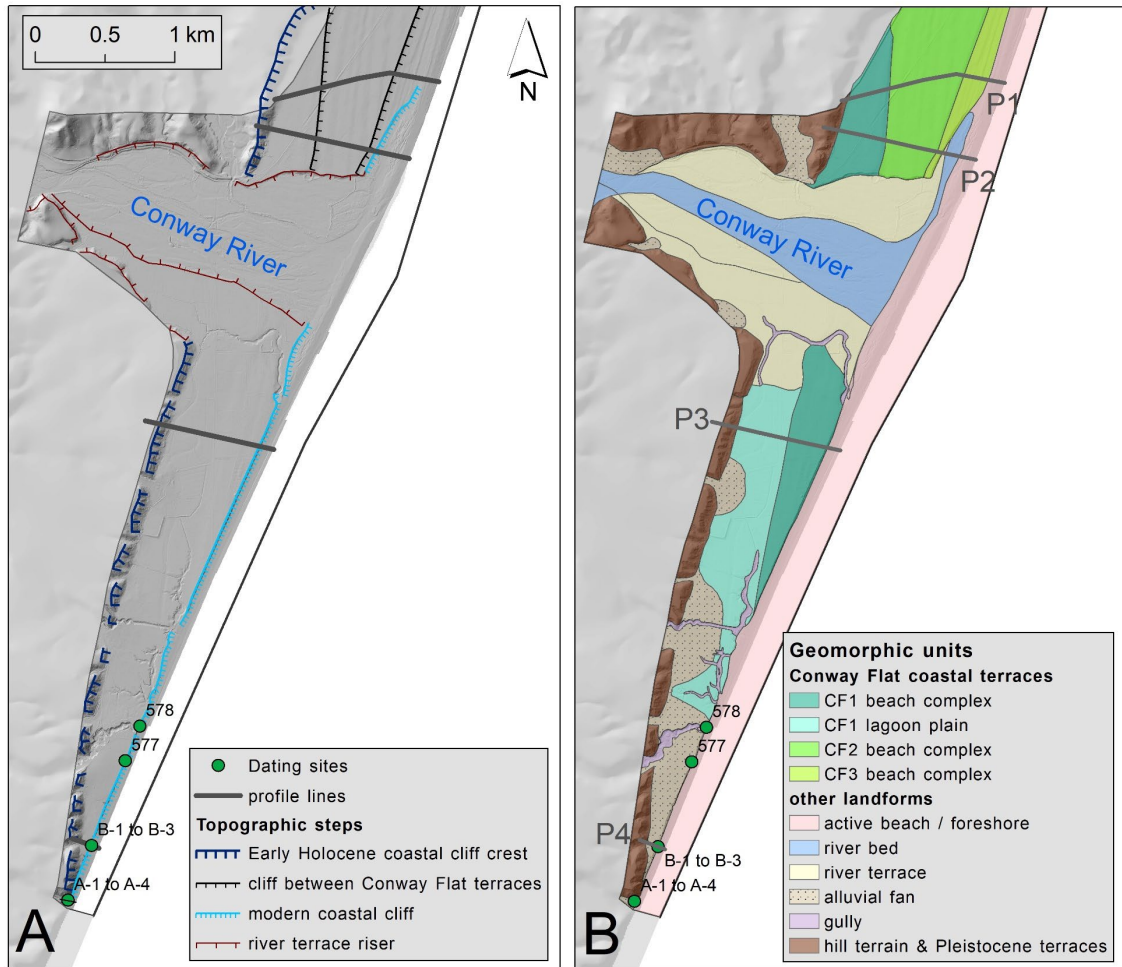 0 0.5 1 km
N
Conway River
578
577
B-1 to B-3
A-1 to A-4
A
Dating sites
profile lines
Topographic steps
Early Holocene coastal cliff crest
cliff between Conway Flat terraces
modern coastal cliff
river terrace riser
P1
P2
Conway River
P3
578
577
P4
B-1 to B-3
A-1 to A-4
B
Geomorphic units
Conway Flat coastal terraces
CF1 beach complex
CF1 lagoon plain
CF2 beach complex
CF3 beach complex
other landforms
active beach / foreshore
river bed
river terrace
alluvial fan
gully
hill terrain & Pleistocene terraces